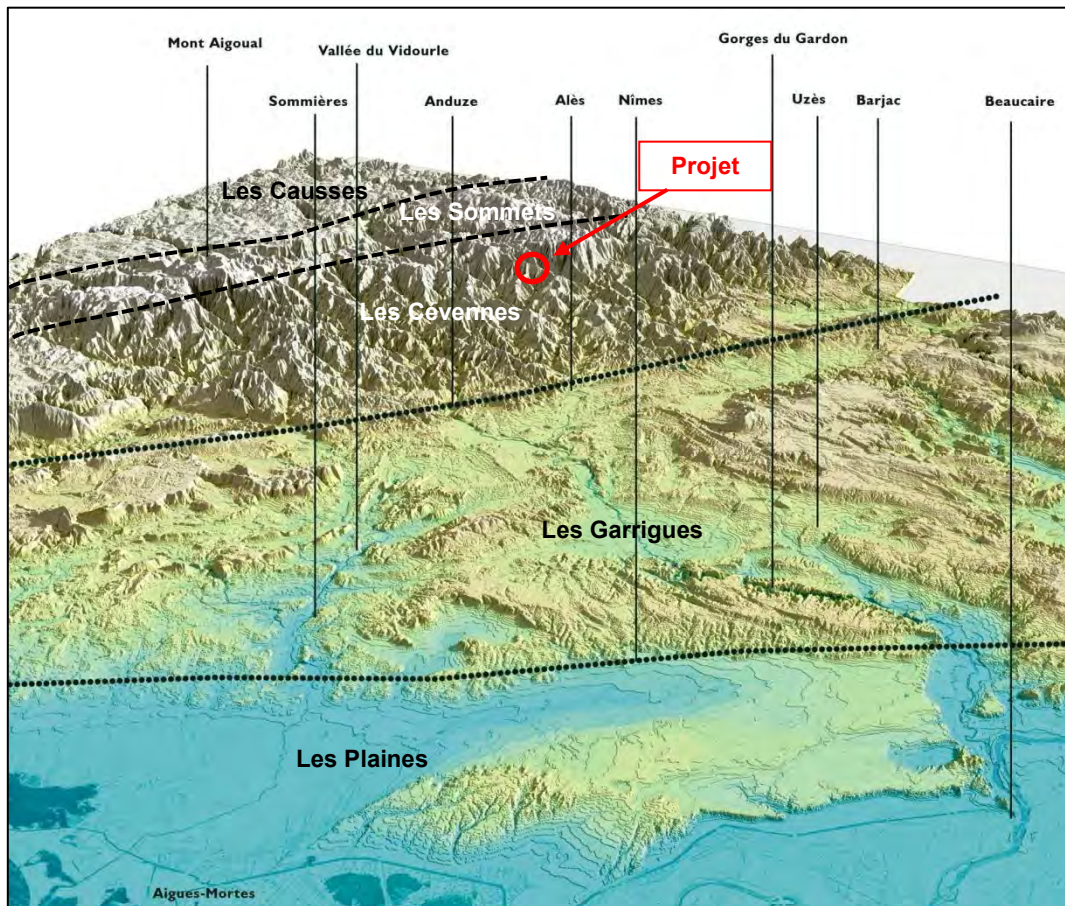 Mont Aigoual
Vallée du Vidourle
Gorges du Gardon
Sommières
Anduze
Alès
Nîmes
Uzès
Barjac
Beaucaire
Projet
Les Causses
Les Sommets
Les Cévennes
Les Garrigues
Les Plaines
Aigues-Mortes